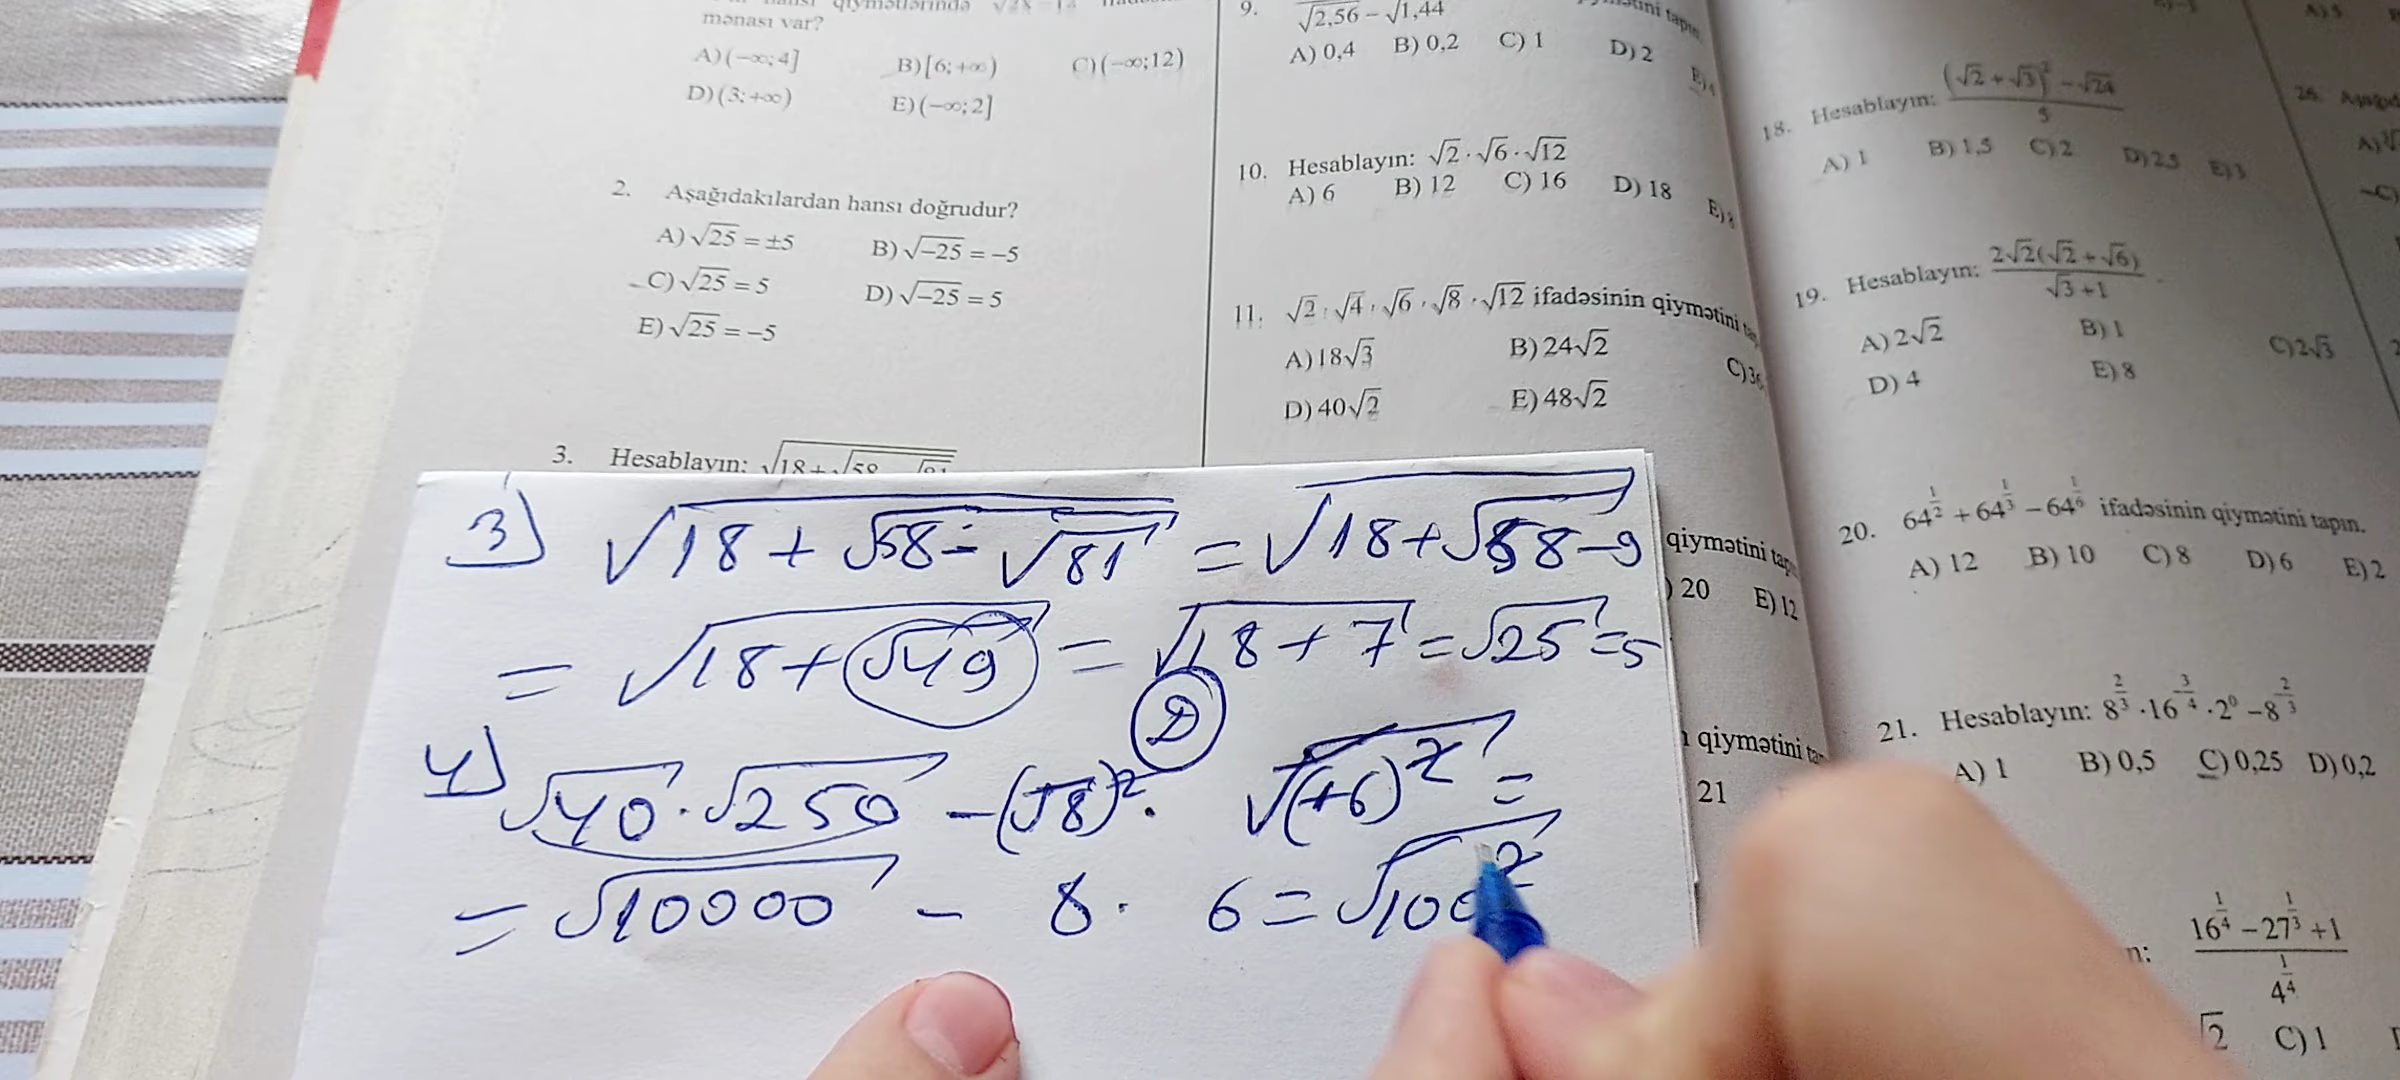 mənası var?
A) (−∞; 4] B) [6; +∞) C) (−∞; 12)
D) (3; +∞) E) (−∞; 2]
2. Aşağıdakılardan hansı doğrudur?
A) √25 = ±5 B) √−25 = −5
C) √25 = 5 D) √−25 = 5
E) √25 = −5
3. Hesablayın:
3) √(18 + √(58 − √81)) = √(18 + √(58 − 9
= √(18 + √49) = √(18 + 7) = √25 = 5
D
4) √40 · √250 − (√8)² · √((+6)²) =
= √10000 − 8 · 6 = √100²
9. √2,56 − √1,44
A) 0,4 B) 0,2 C) 1 D) 2
10. Hesablayın: √2 · √6 · √12
A) 6 B) 12 C) 16 D) 18
11. √2 · √4 · √6 · √8 · √12 ifadəsinin qiymətini
A) 18√3 B) 24√2
D) 40√2 E) 48√2
qiymətini
20 E) 12
qiymətini
21
18. Hesablayın: ((√2 + √3)² − √24) / 5
A) 1 B) 1,5 C) 2 D) 2,5 E) 3
19. Hesablayın: 2√2(√2 + √6) / (√3 + 1)
A) 2√2 B) 1 C) 2√3
D) 4 E) 8
20. 64^(1/2) + 64^(1/3) − 64^(1/6) ifadəsinin qiymətini tapın.
A) 12 B) 10 C) 8 D) 6 E) 2
21. Hesablayın:
A) 1 B) 0,5 C) 0,25 D) 0,2
(16^(1/4) − 27^(1/3) + 1) / 4^(1/4)
√2 C) 1
26.